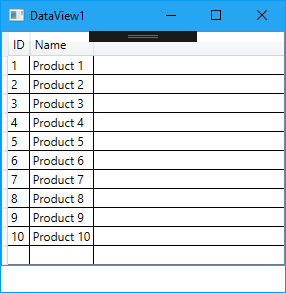 DataView1
ID Name
1 Product 1
2 Product 2
3 Product 3
4 Product 4
5 Product 5
6 Product 6
7 Product 7
8 Product 8
9 Product 9
10 Product 10